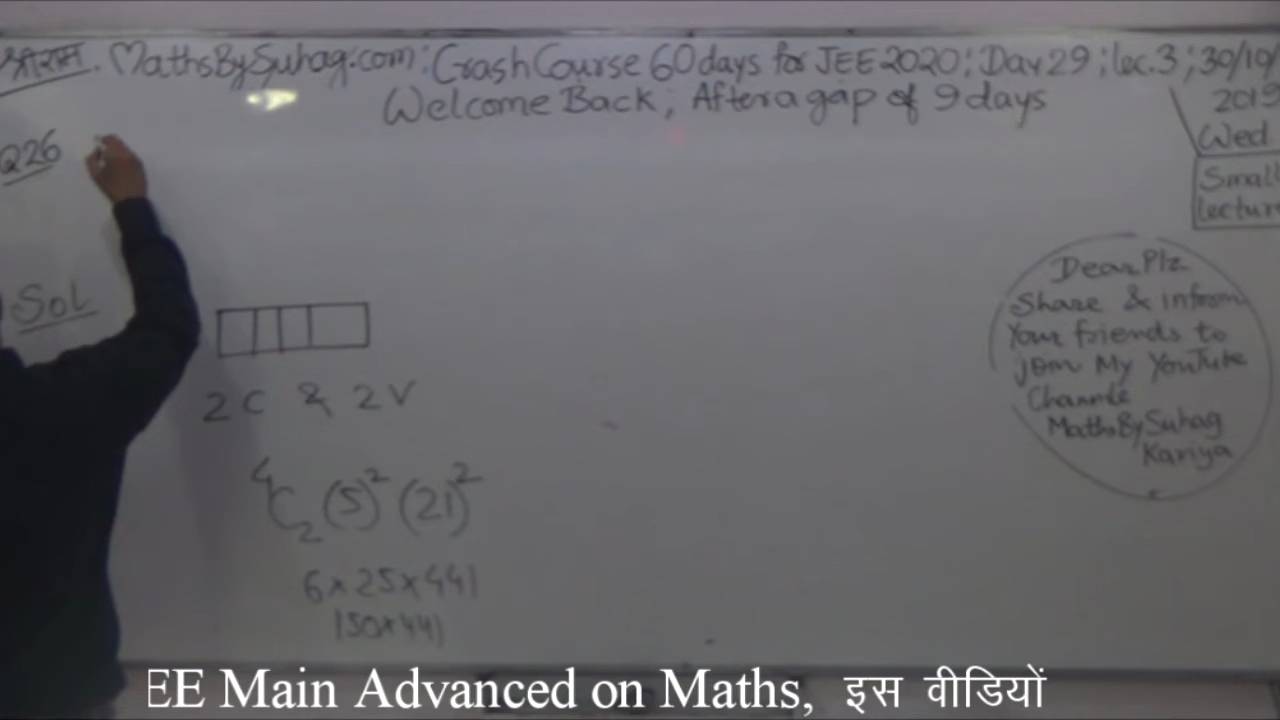 श्रीराम. MathsBySuhag.com: Crash Course 60 days for JEE 2020; Day 29; lec.3; 30/10/
2019
Welcome Back, After a gap of 9 days
Wed
Small
lecture
Q26
Dear Plz
Share & inform
Your friends to
join My YouTube
Channle
MathsBySuhag
Kariya
Sol
2C & 2V
⁴C₂ (5)² (21)²
6×25×441
150×441
EE Main Advanced on Maths, इस वीडियों